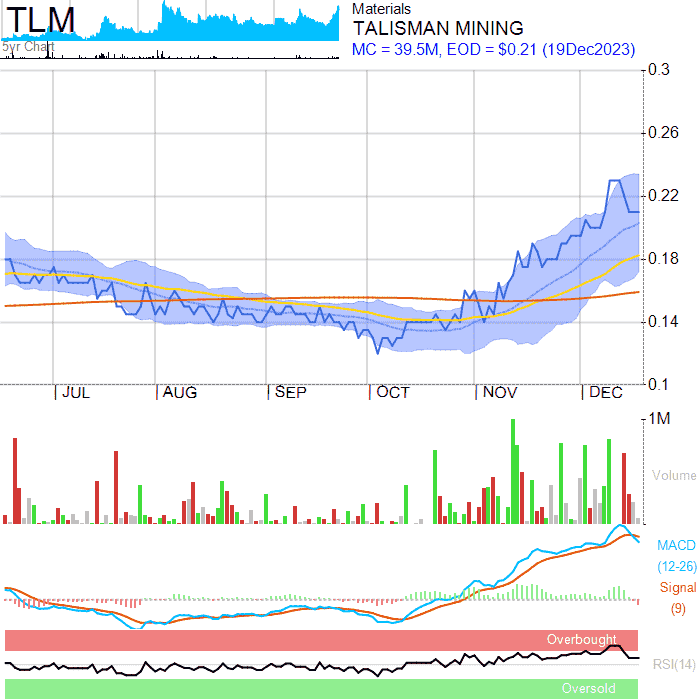 TLM
5yr Chart
Materials
TALISMAN MINING
MC = 39.5M, EOD = $0.21 (19Dec2023)
0.3
0.26
0.22
0.18
0.14
0.1
JUL AUG SEP OCT NOV DEC
1M
Volume
MACD
(12-26)
Signal
(9)
Overbought
RSI(14)
Oversold